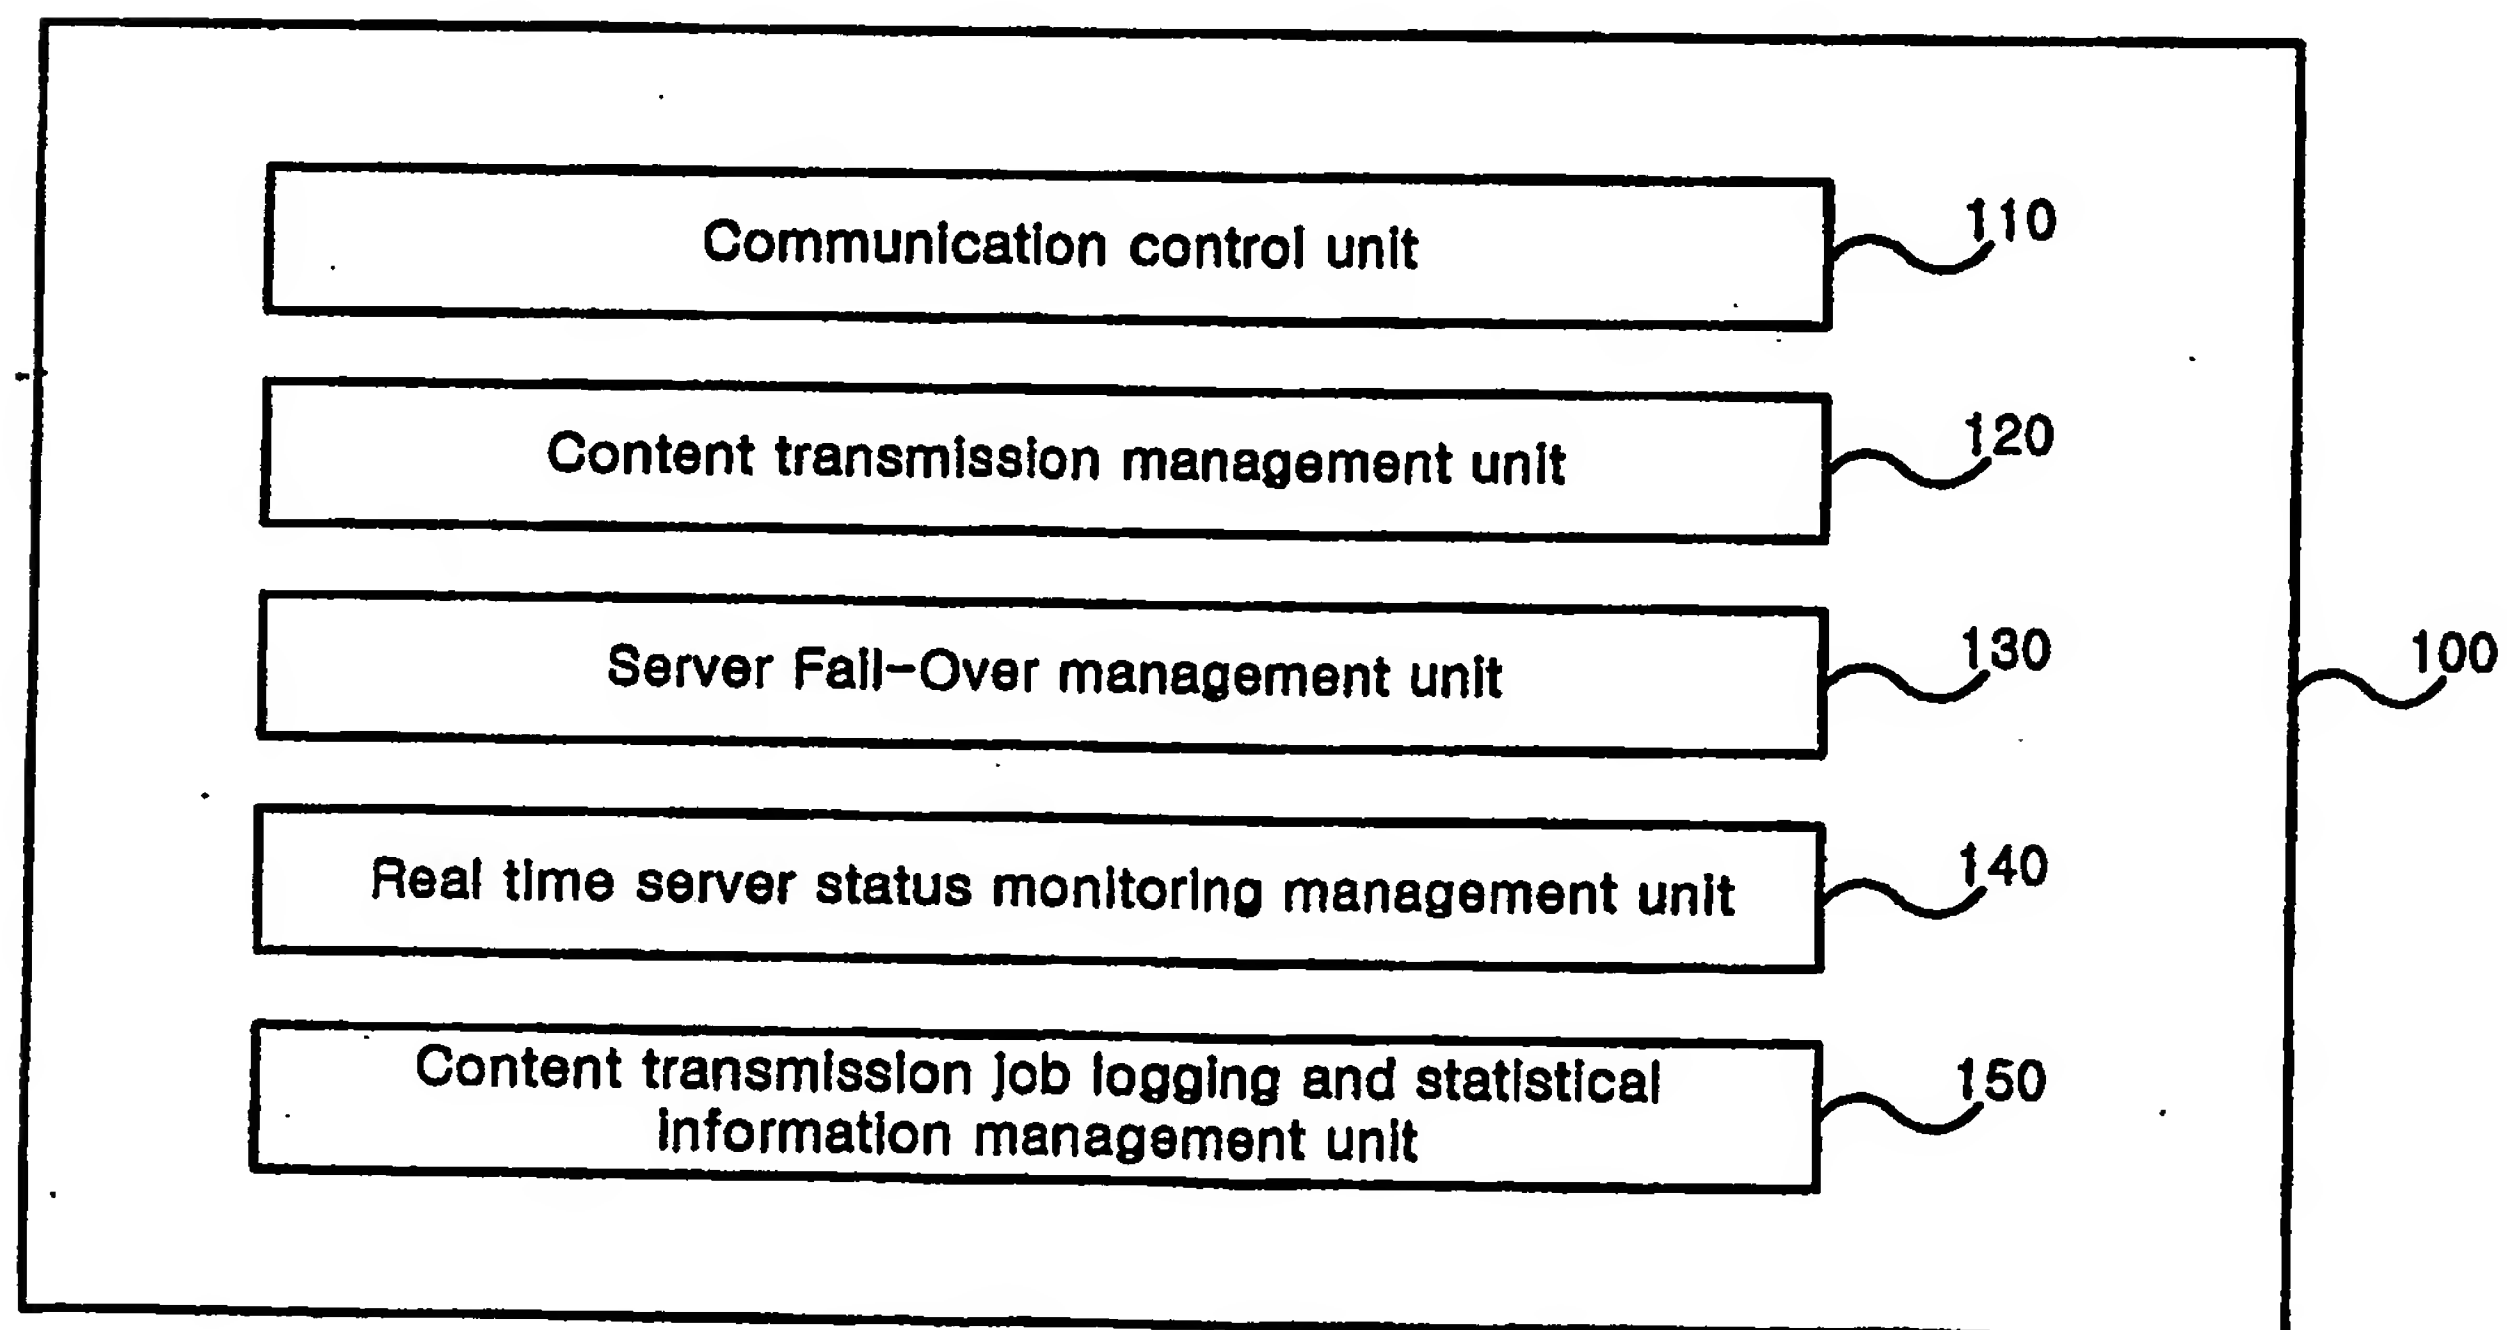 Communication control unit
110
Content transmission management unit
120
Server Fail-Over management unit
130
100
Real time server status monitoring management unit
140
Content transmission job logging and statistical
information management unit
150